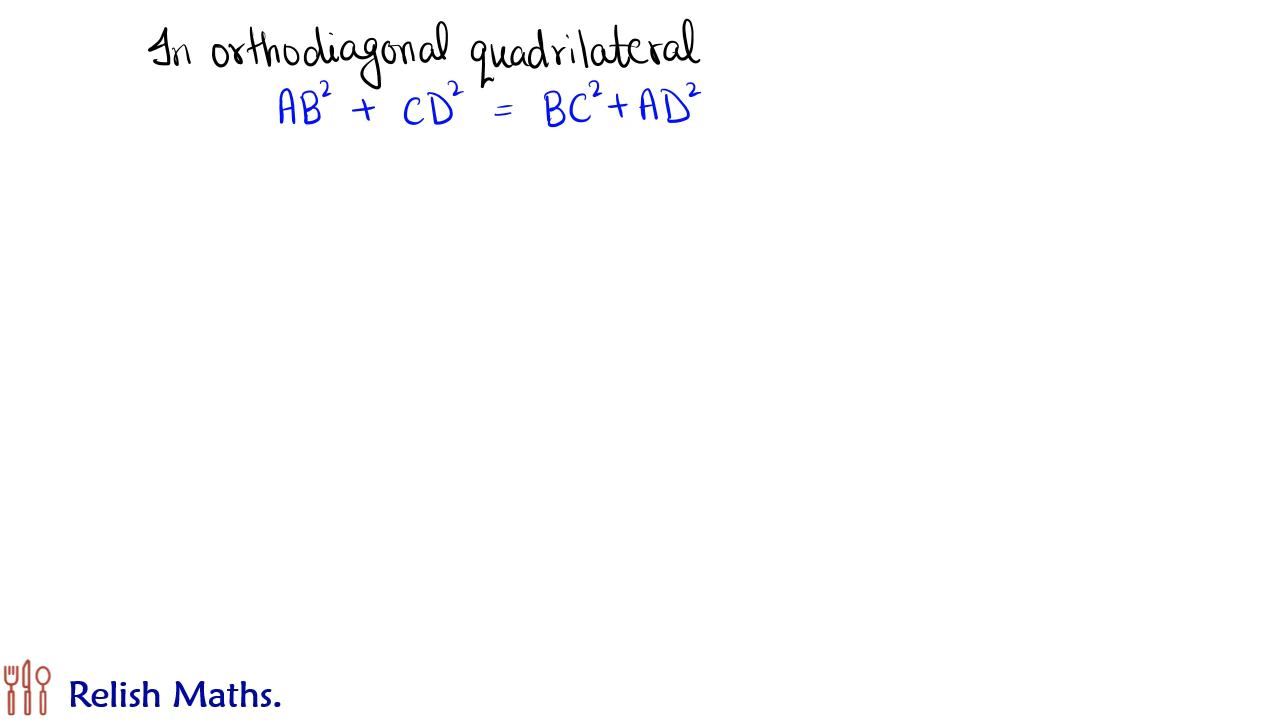 In orthodiagonal quadrilateral
AB² + CD² = BC² + AD²
Relish Maths.